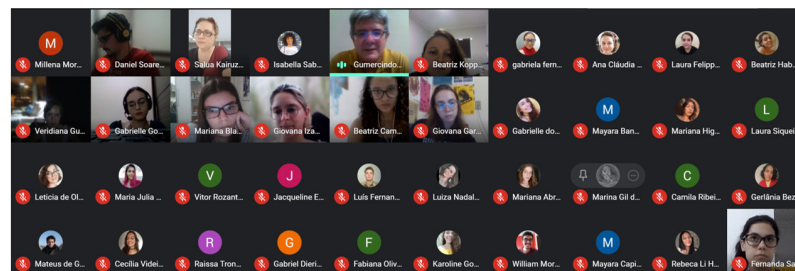 M
Millena Mor...
Daniel Soare...
Salua Kairuz...
Isabella Sab...
Gumercindo...
Beatriz Kopp...
gabriela fern...
Ana Cláudia ...
Laura Felipp...
Beatriz Hab...
Veridiana Gu...
Gabrielle Go...
Mariana Bla...
Giovana Iza...
Beatriz Cam...
Giovana Gar...
Gabrielle do...
M
Mayara Ban...
Mariana Hig...
L
Laura Siquei
Leticia de Ol...
Maria Julia ...
V
Vitor Rozant...
J
Jacqueline E...
Luís Fernan...
Luiza Nadal...
Mariana Abr...
Marina Gil d...
C
Camila Ribei...
Gerlânia Bez
Mateus de G...
Cecília Videi...
R
Raissa Tron...
G
Gabriel Dieri...
F
Fabiana Oliv...
Karoline Go...
William Mor...
M
Mayara Capi...
Rebeca Li H...
Fernanda Sa